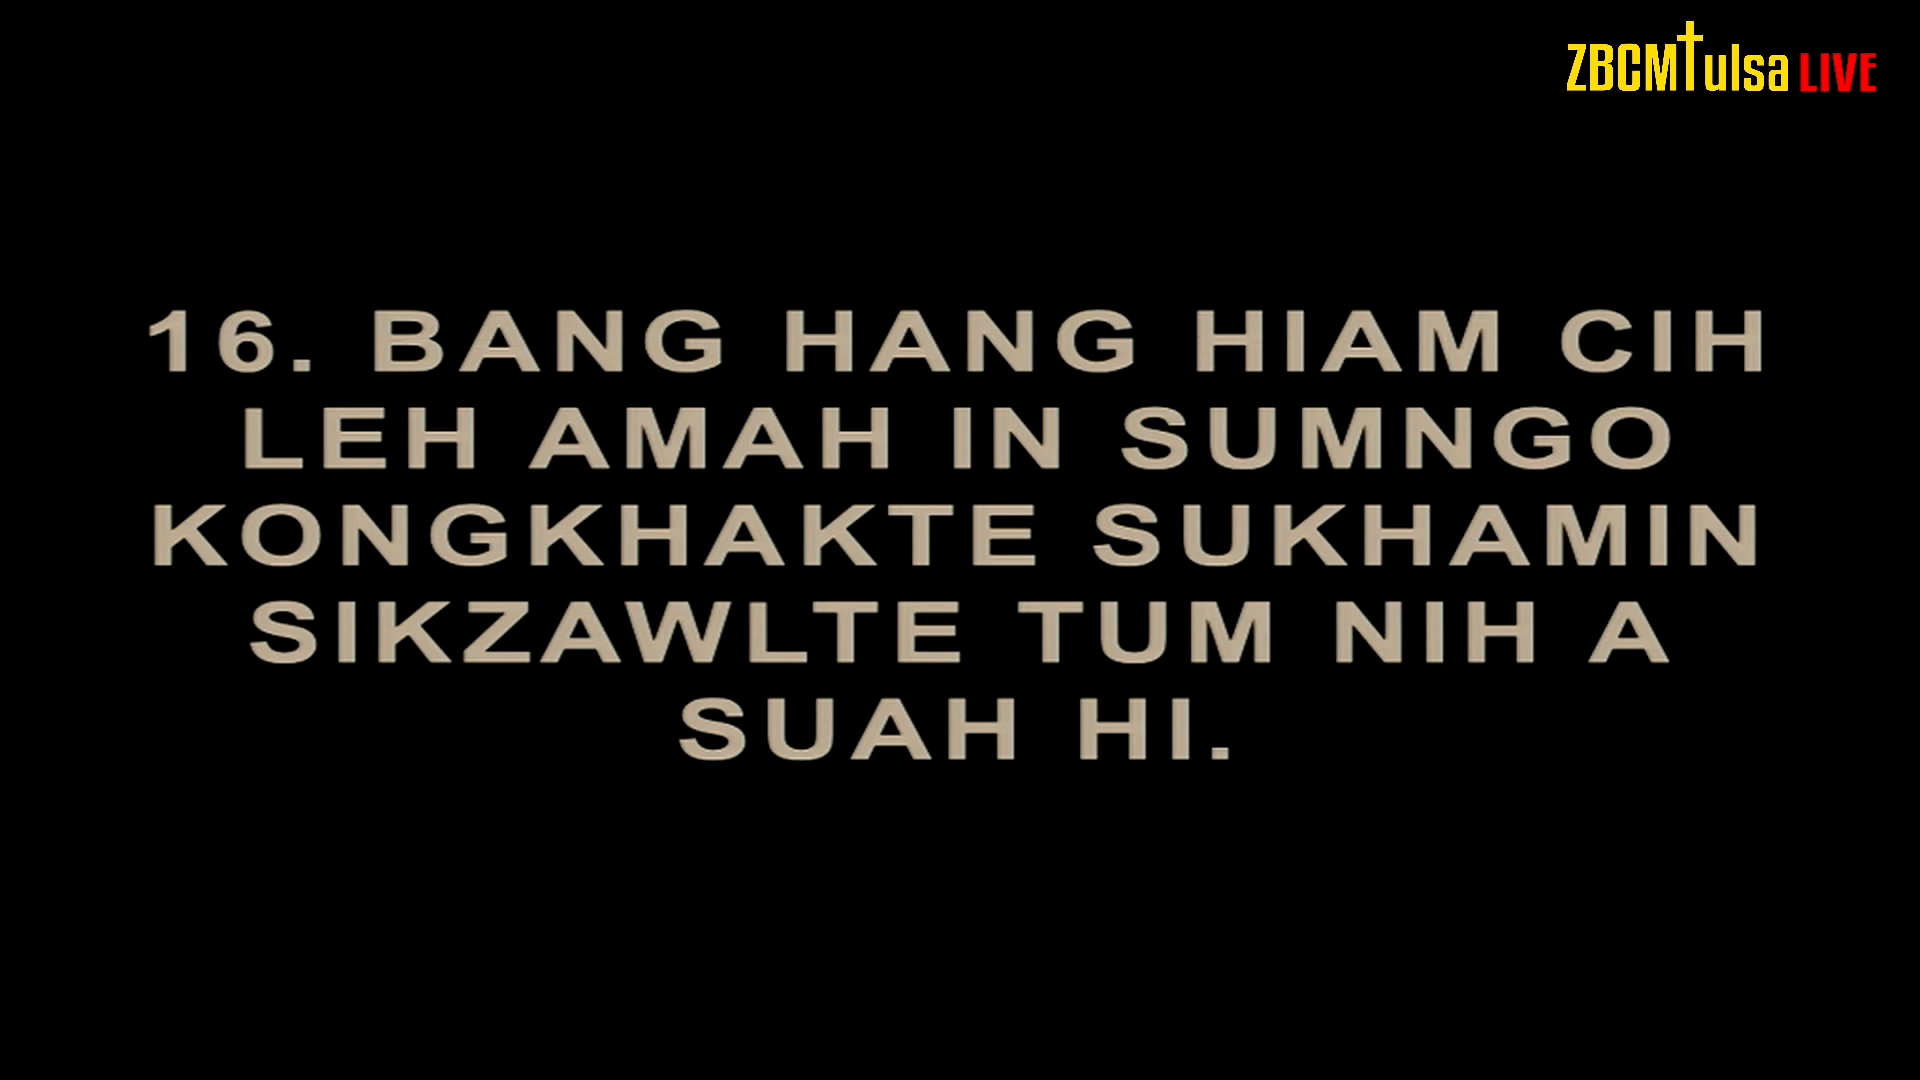 ZBCMTulsa LIVE
16. BANG HANG HIAM CIH
LEH AMAH IN SUMNGO
KONGKHAKTE SUKHAMIN
SIKZAWLTE TUM NIH A
SUAH HI.